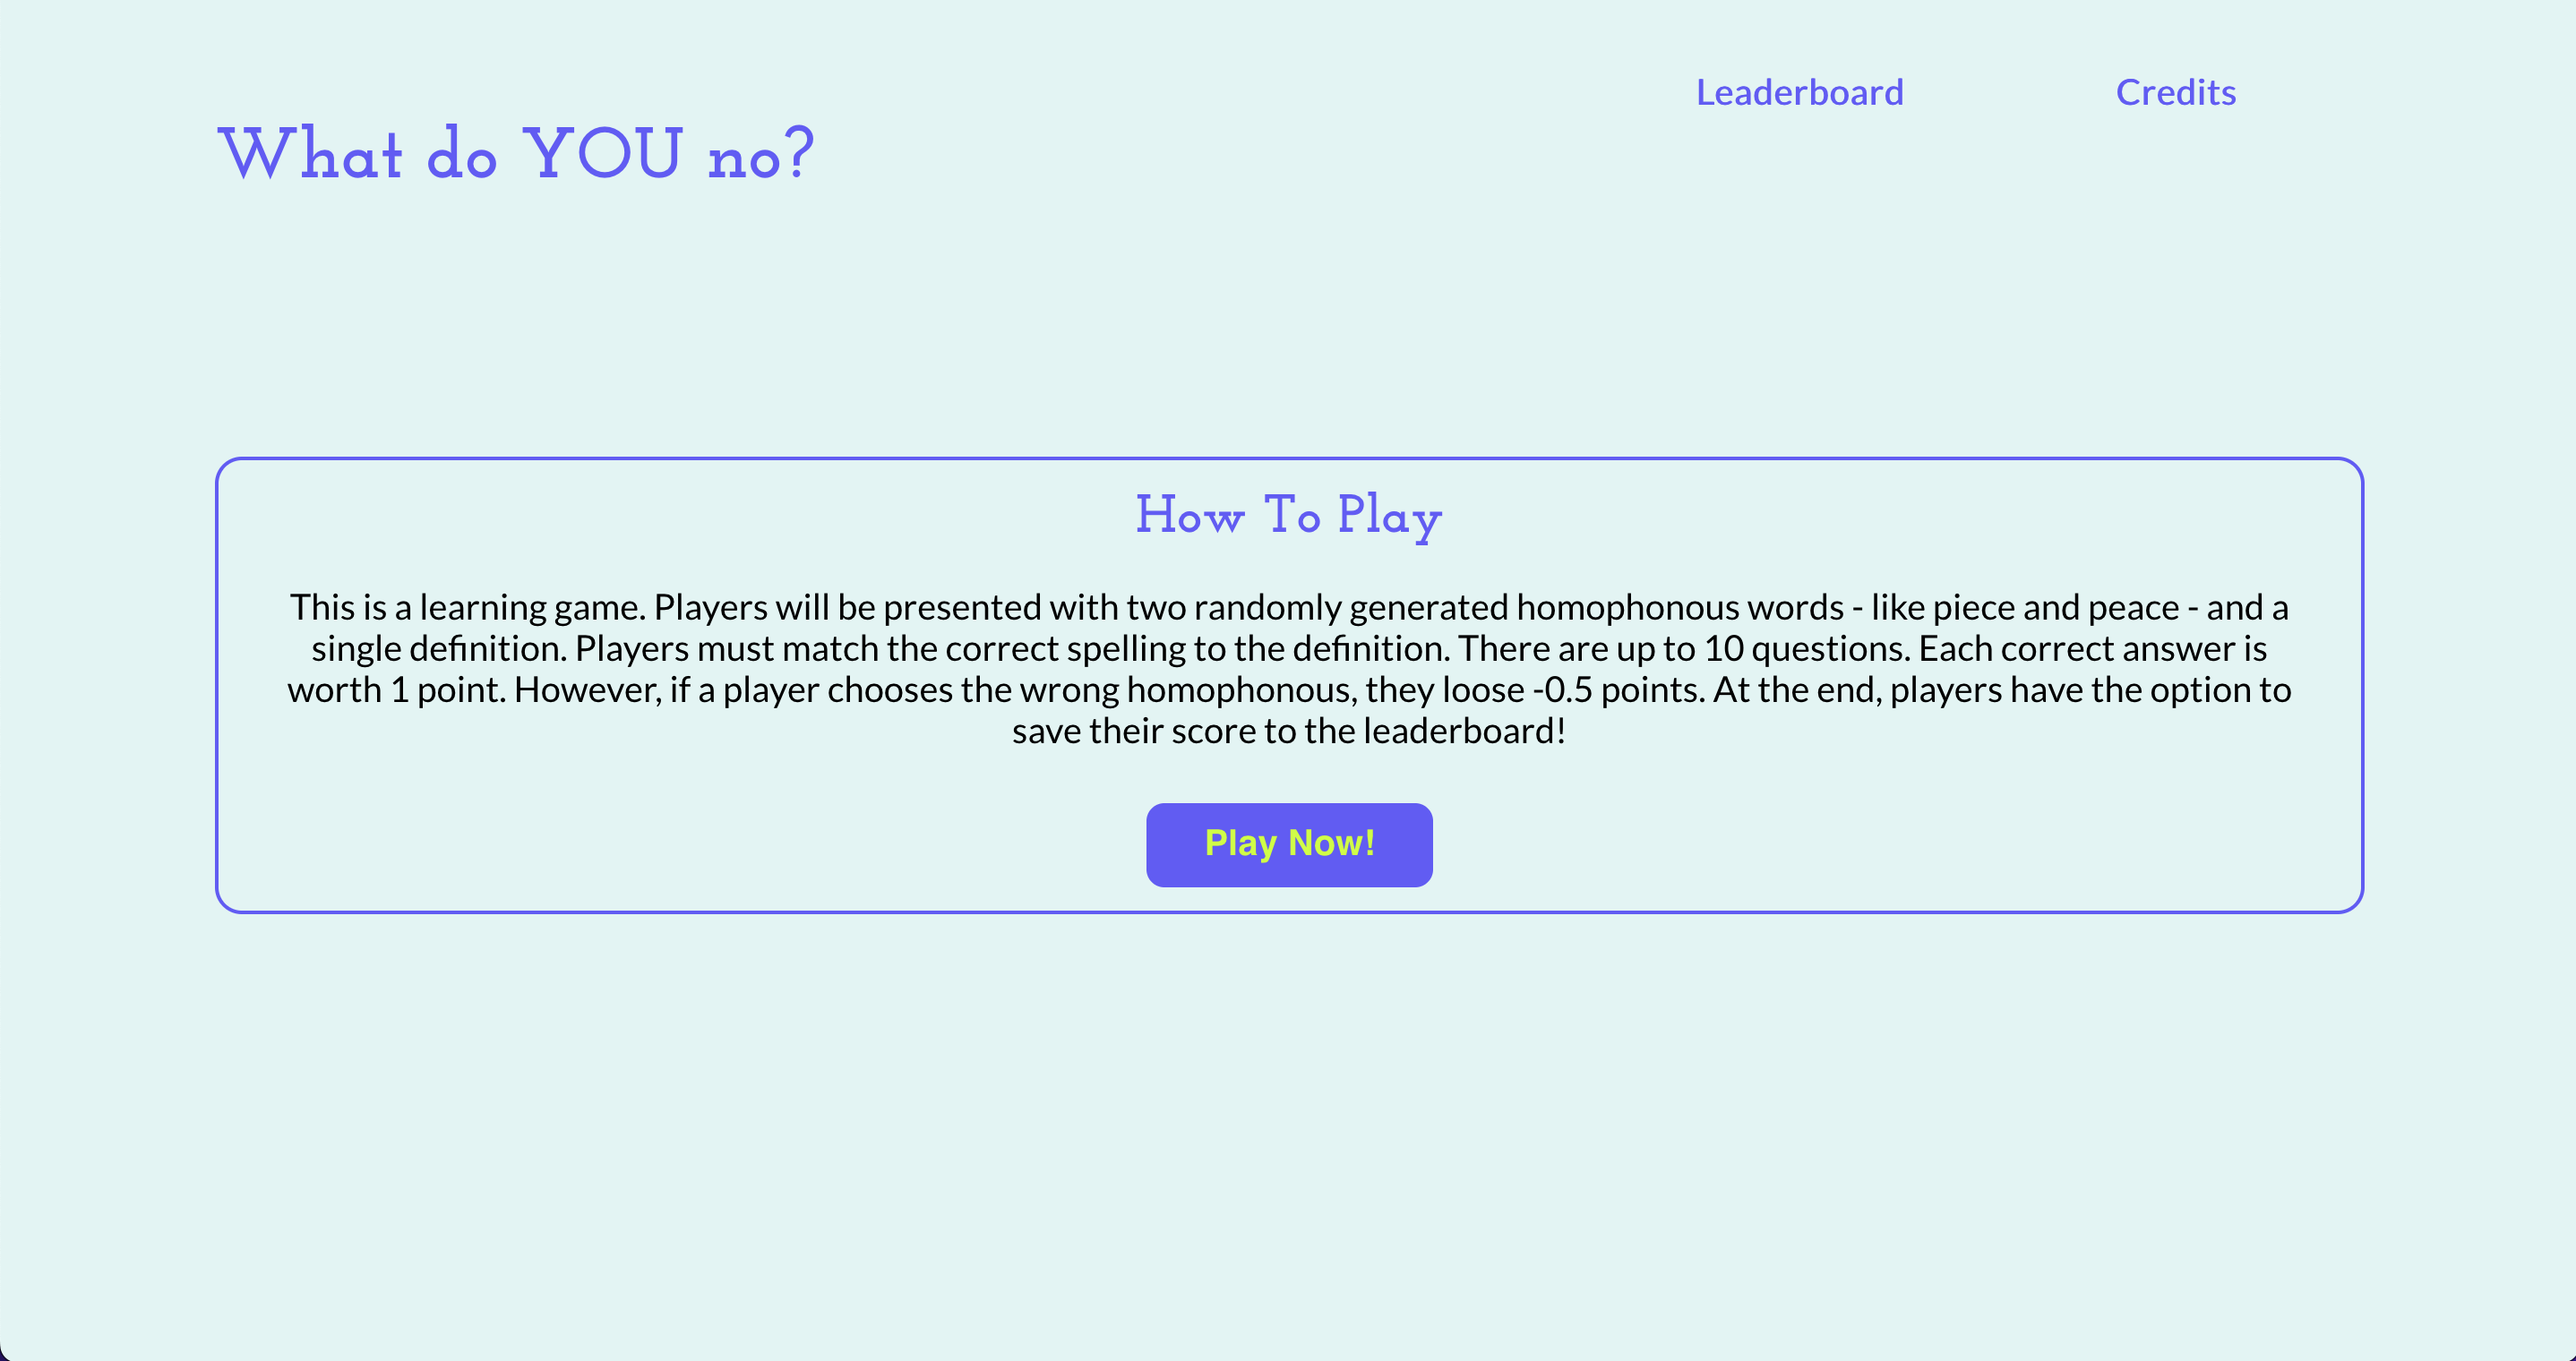 Leaderboard
Credits
What do YOU no?
How To Play
This is a learning game. Players will be presented with two randomly generated homophonous words - like piece and peace - and a
single definition. Players must match the correct spelling to the definition. There are up to 10 questions. Each correct answer is
worth 1 point. However, if a player chooses the wrong homophonous, they loose -0.5 points. At the end, players have the option to
save their score to the leaderboard!
Play Now!